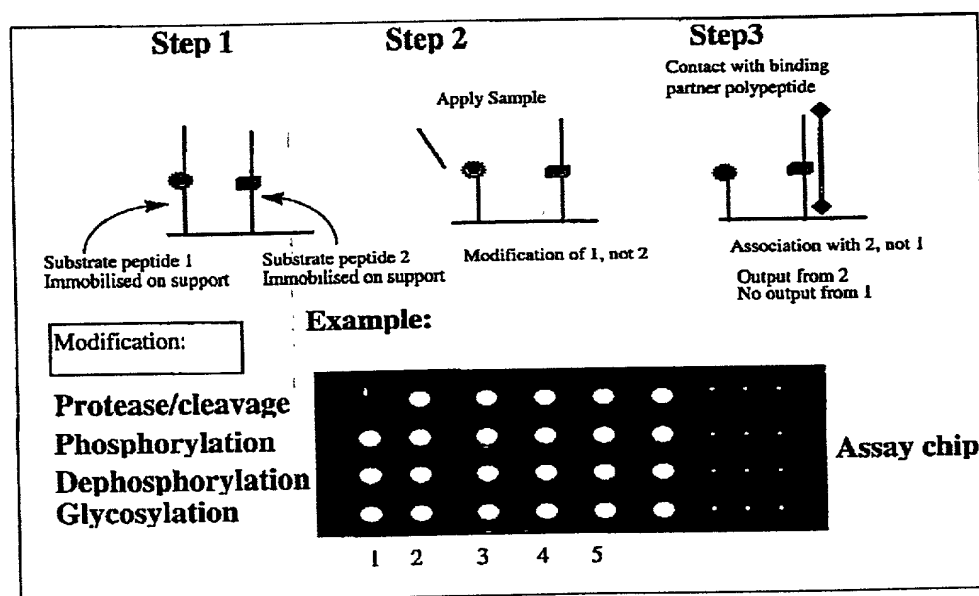 Step 1
Step 2
Step3
Contact with binding
partner polypeptide
Apply Sample
Substrate peptide 1
Immobilised on support
Substrate peptide 2
Immobilised on support
Modification of 1, not 2
Association with 2, not 1
Output from 2
No output from 1
Example:
Modification:
Protease/cleavage
Phosphorylation
Dephosphorylation
Glycosylation
Assay chip
1 2 3 4 5